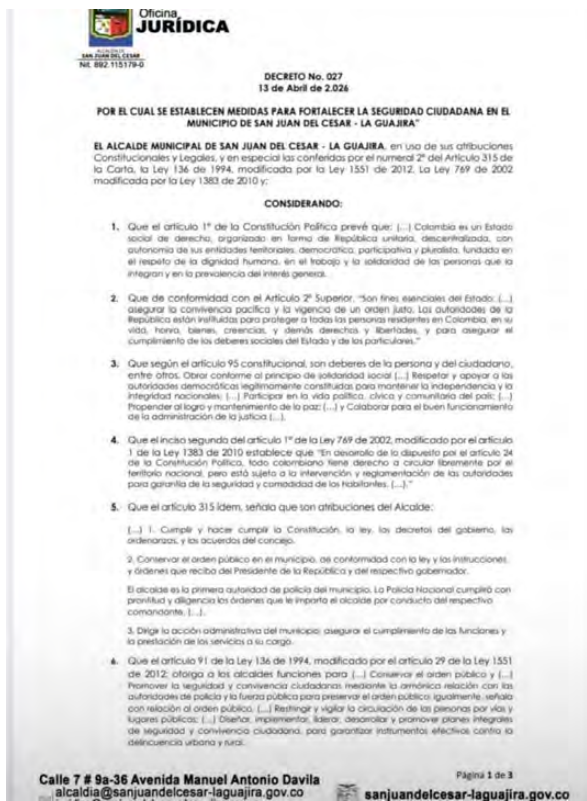 Oficina
JURÍDICA
ALCALDÍA DE
SAN JUAN DEL CESAR
Nit. 892.115179-0
DECRETO No. 027
13 de Abril de 2.026
POR EL CUAL SE ESTABLECEN MEDIDAS PARA FORTALECER LA SEGURIDAD CIUDADANA EN EL
MUNICIPIO DE SAN JUAN DEL CESAR - LA GUAJIRA"
EL ALCALDE MUNICIPAL DE SAN JUAN DEL CESAR - LA GUAJIRA, en uso de sus atribuciones
Constitucionales y Legales, y en especial las conferidas por el numeral 2° del Artículo 315 de
la Carta, la Ley 136 de 1994, modificada por la Ley 1551 de 2012, La Ley 769 de 2002
modificada por la Ley 1383 de 2010 y;
CONSIDERANDO:
1. Que el artículo 1° de la Constitución Política prevé que: (...) Colombia es un Estado
social de derecho, organizado en forma de República unitaria, descentralizada, con
autonomía de sus entidades territoriales, democrática, participativa y pluralista, fundada en
el respeto de la dignidad humana, en el trabajo y la solidaridad de las personas que la
integran y en la prevalencia del interés general.
2. Que de conformidad con el Artículo 2° Superior, "Son fines esenciales del Estado: (...)
asegurar la convivencia pacífica y la vigencia de un orden justo. Las autoridades de la
República están instituidas para proteger a todas las personas residentes en Colombia, en su
vida, honra, bienes, creencias, y demás derechos y libertades, y para asegurar el
cumplimiento de los deberes sociales del Estado y de los particulares."
3. Que según el artículo 95 constitucional, son deberes de la persona y del ciudadano,
entre otros. Obrar conforme al principio de solidaridad social (...) Respetar y apoyar a las
autoridades democráticas legítimamente constituidas para mantener la independencia y la
integridad nacionales; (...) Participar en la vida política, cívica y comunitaria del país; (...)
Propender al logro y mantenimiento de la paz; (...) y Colaborar para el buen funcionamiento
de la administración de la justicia (...).
4. Que el inciso segundo del artículo 1° de la Ley 769 de 2002, modificado por el artículo
1 de la Ley 1383 de 2010 establece que "En desarrollo de lo dispuesto por el artículo 24
de la Constitución Política, todo colombiano tiene derecho a circular libremente por el
territorio nacional, pero está sujeto a la intervención y reglamentación de las autoridades
para garantía de la seguridad y comodidad de los habitantes. (...)."
5. Que el artículo 315 ídem, señala que son atribuciones del Alcalde:
(...) 1. Cumplir y hacer cumplir la Constitución, la ley, los decretos del gobierno, las
ordenanzas, y los acuerdos del concejo.
2. Conservar el orden público en el municipio, de conformidad con la ley y las instrucciones,
y órdenes que reciba del Presidente de la República y del respectivo gobernador.
El alcalde es la primera autoridad de policía del municipio. La Policía Nacional cumplirá con
prontitud y diligencia las órdenes que le imparta el alcalde por conducto del respectivo
comandante. (...).
3. Dirigir la acción administrativa del municipio; asegurar el cumplimiento de las funciones y
la prestación de los servicios a su cargo.
6. Que el artículo 91 de la Ley 136 de 1994, modificado por el artículo 29 de la Ley 1551
de 2012, otorga a los alcaldes funciones para (...) Conservar el orden público y (...)
Promover la seguridad y convivencia ciudadanas mediante la armónica relación con las
autoridades de policía y la fuerza pública para preservar el orden público, igualmente, señala
con relación al orden público, (...) Restringir y vigilar la circulación de las personas por vías y
lugares públicos; (...) Diseñar, implementar, liderar, desarrollar y promover planes integrales
de seguridad y convivencia ciudadana, para garantizar instrumentos efectivos contra la
delincuencia urbana y rural.
Página 1 de 3
Calle 7 # 9a-36 Avenida Manuel Antonio Davila
alcaldia@sanjuandelcesar-laguajira.gov.co
sanjuandelcesar-laguajira.gov.co